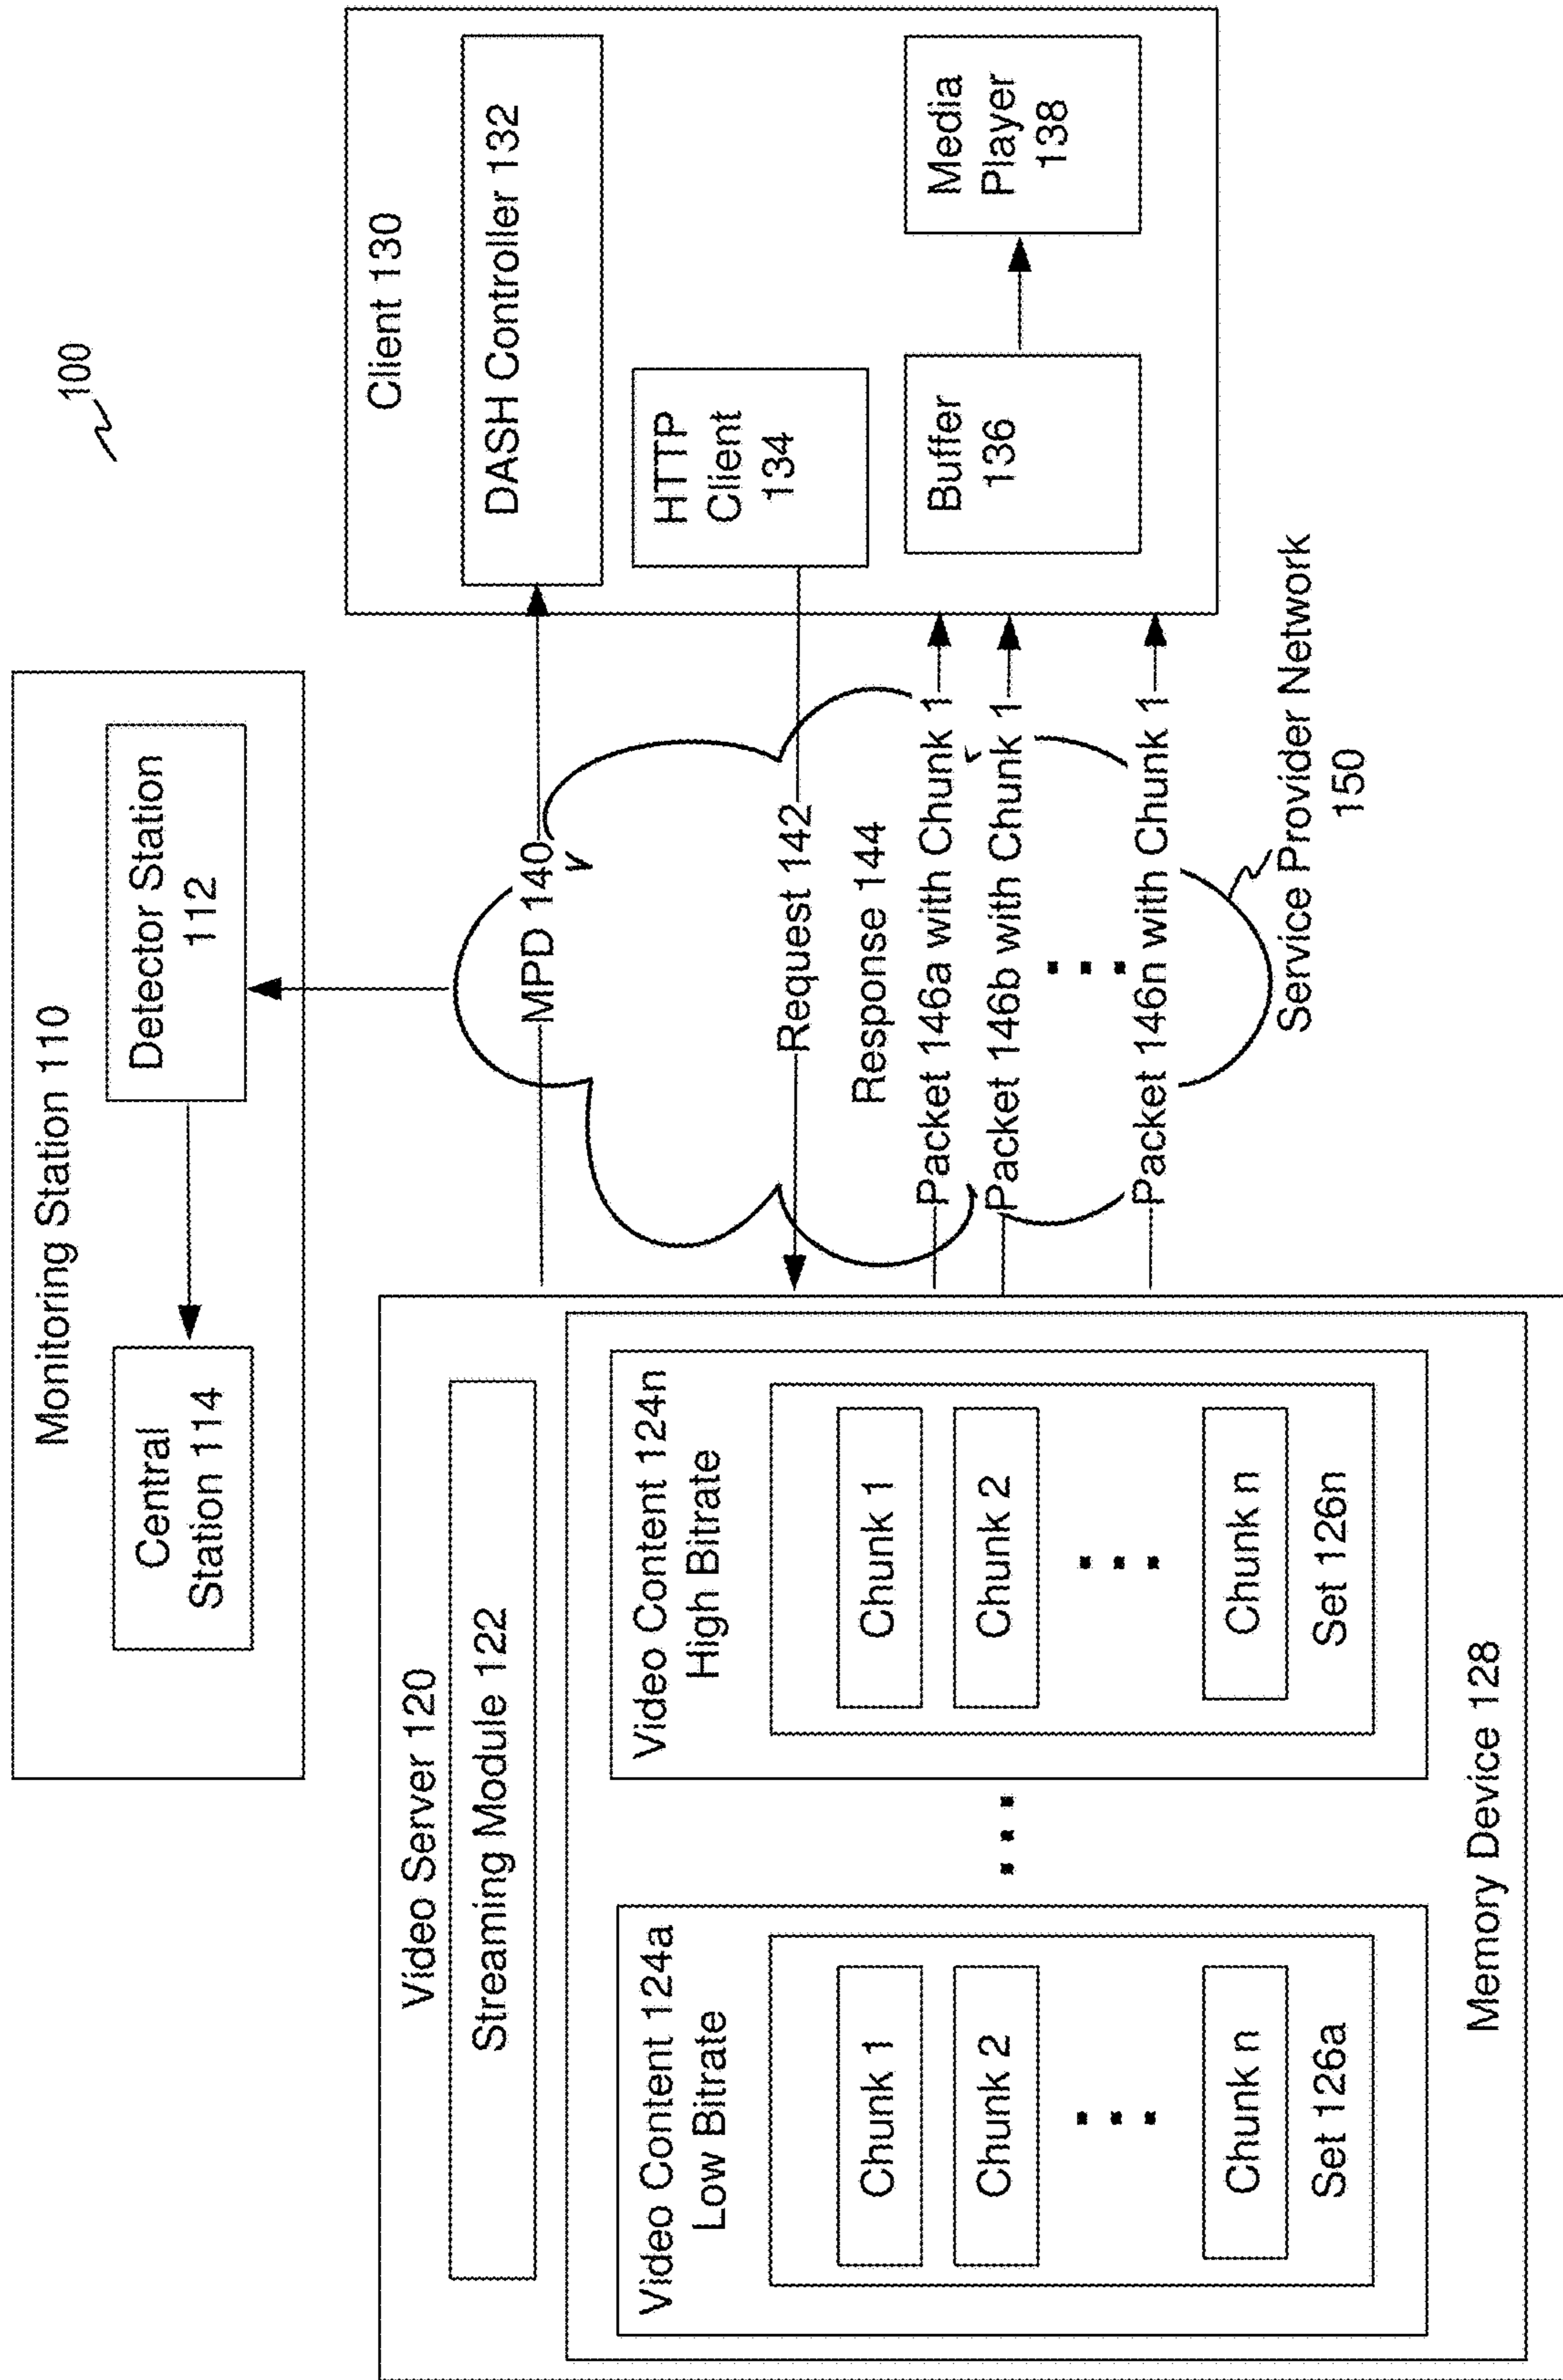 100
Monitoring Station 110
Central
Station 114
Detector Station
112
Video Server 120
Streaming Module 122
Video Content 124a
Low Bitrate
Chunk 1
Chunk 2
Chunk n
Set 126a
Video Content 124n
High Bitrate
Chunk 1
Chunk 2
Chunk n
Set 126n
Memory Device 128
MPD 140
Request 142
Response 144
Packet 146a with Chunk 1
Packet 146b with Chunk 1
Packet 146n with Chunk 1
Service Provider Network
150
Client 130
DASH Controller 132
HTTP
Client
134
Buffer
136
Media
Player
138